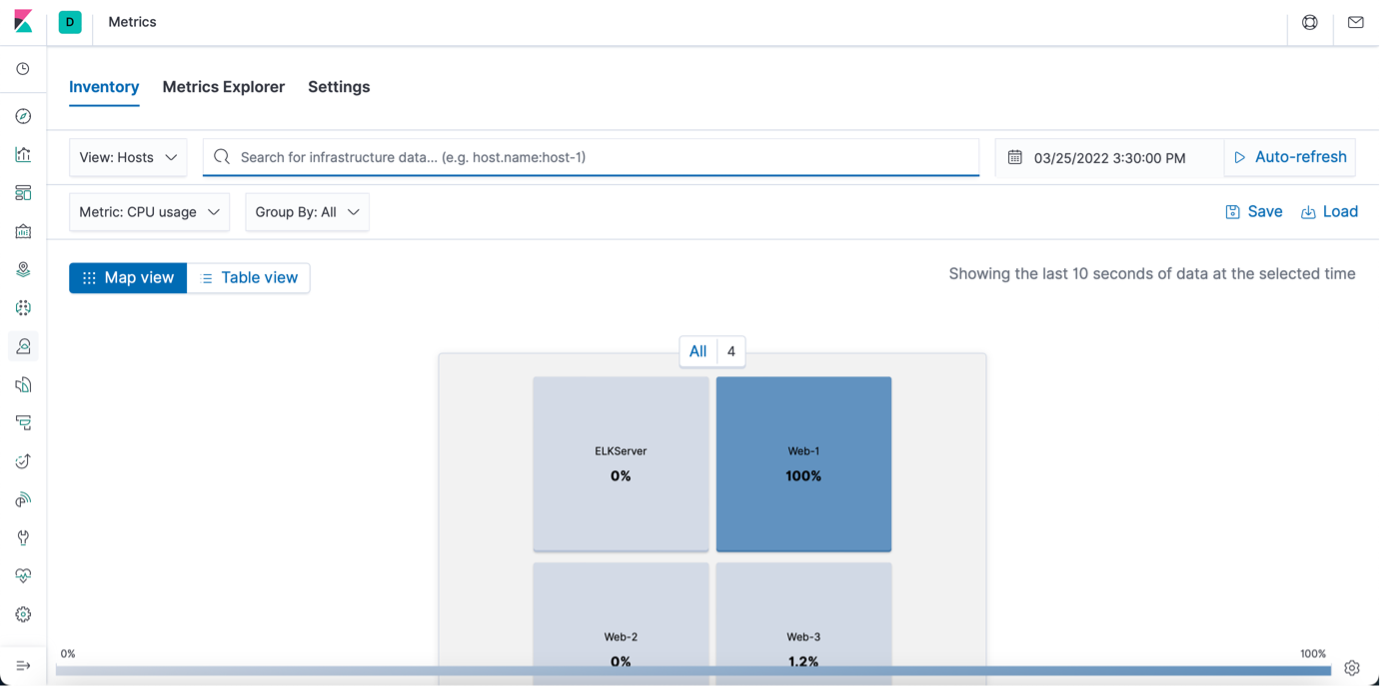 D Metrics
Inventory Metrics Explorer Settings
View: Hosts Search for infrastructure data... (e.g. host.name:host-1) 03/25/2022 3:30:00 PM Auto-refresh
Metric: CPU usage Group By: All Save Load
Map view Table view Showing the last 10 seconds of data at the selected time
All 4
ELKServer Web-1
0% 100%
Web-2 Web-3
0% 1.2%
0% 100%